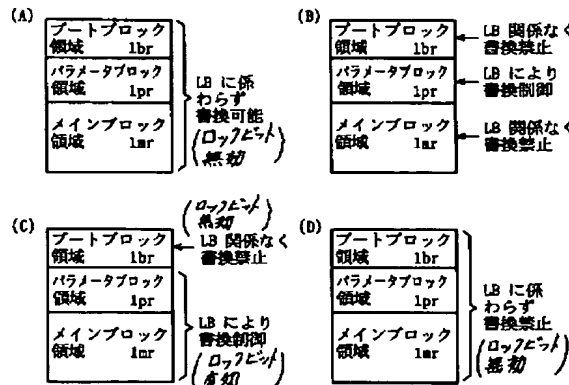 (A)
ブートブロック
領域 1br
パラメータブロック
領域 1pr
メインブロック
領域 1mr
LB に係
わらず
書換可能
(ロックビット
無効)
(B)
ブートブロック
領域 1br
パラメータブロック
領域 1pr
メインブロック
領域 1mr
LB 関係なく
書換禁止
LB により
書換制御
LB 関係なく
書換禁止
(C)
ブートブロック
領域 1br
パラメータブロック
領域 1pr
メインブロック
領域 1mr
(ロックビット
無効)
LB 関係なく
書換禁止
LB により
書換制御
(ロックビット
有効)
(D)
ブートブロック
領域 1br
パラメータブロック
領域 1pr
メインブロック
領域 1mr
LB に係
わらず
書換禁止
(ロックビット
無効)